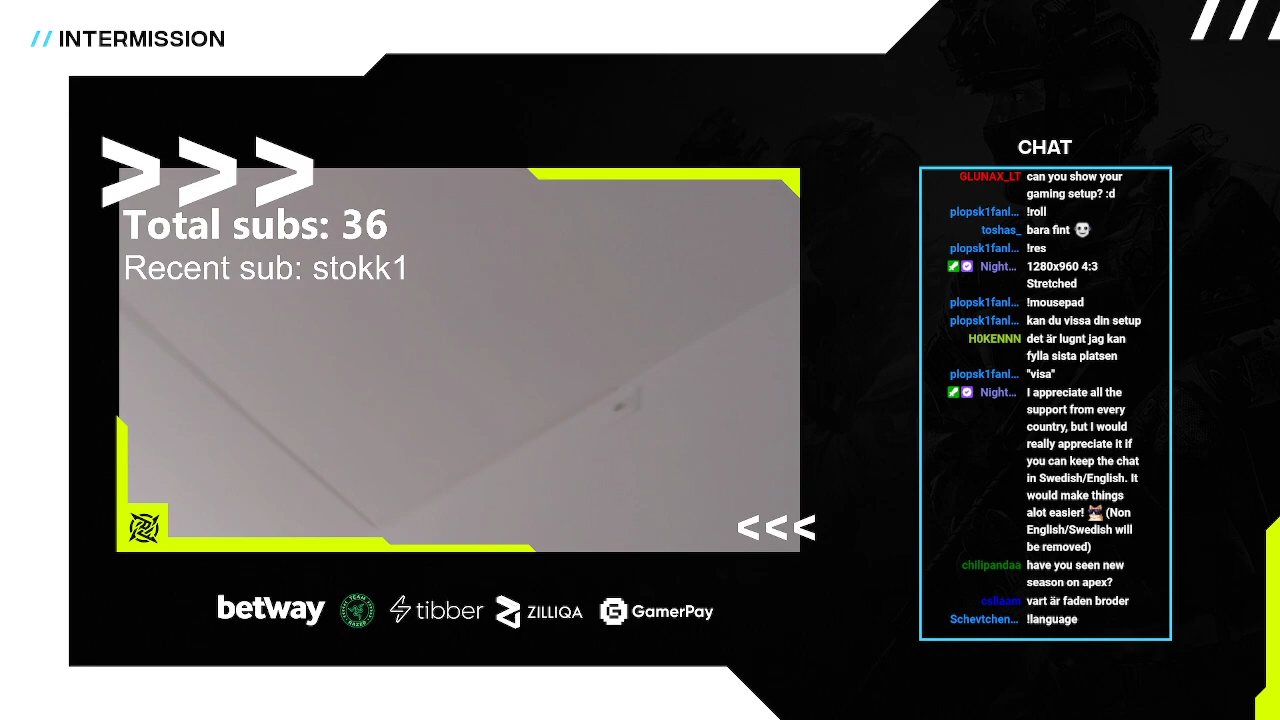 // INTERMISSION
>>>
Total subs: 36
Recent sub: stokk1
<<<
betway
TEAM RAZER
tibber
ZILLIQA
GamerPay
CHAT
GLUNAX_LT can you show your
gaming setup? :d
plopsk1fanl... !roll
toshas_ bara fint
plopsk1fanl... !res
Night... 1280x960 4:3
Stretched
plopsk1fanl... !mousepad
plopsk1fanl... kan du vissa din setup
H0KENNN det är lugnt jag kan
fylla sista platsen
plopsk1fanl... "visa"
Night... I appreciate all the
support from every
country, but I would
really appreciate it if
you can keep the chat
in Swedish/English. It
would make things
alot easier! (Non
English/Swedish will
be removed)
chilipandaa have you seen new
season on apex?
vart är faden broder
Schevtchen... !language